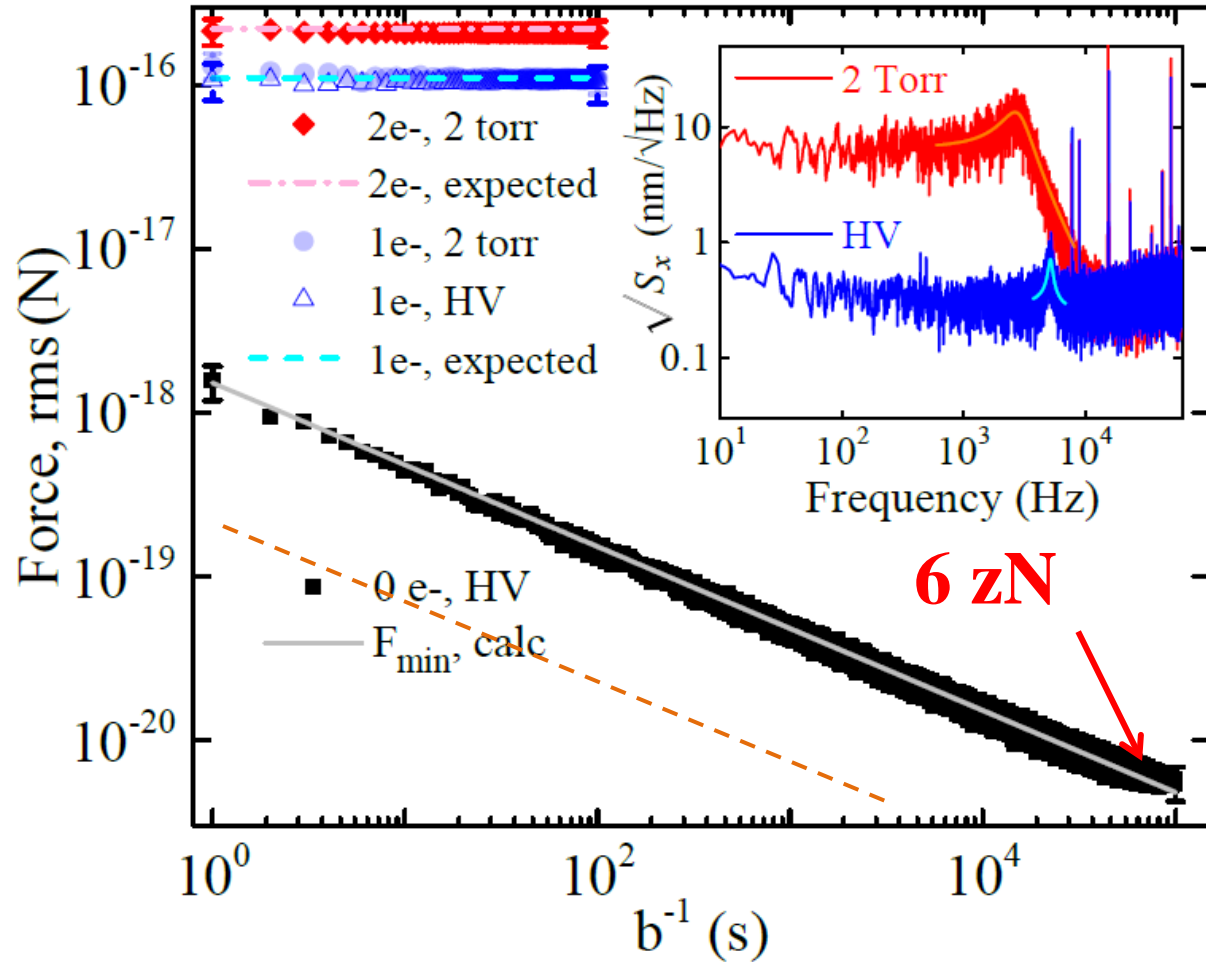 Force, rms (N)
10⁻¹⁶
10⁻¹⁷
10⁻¹⁸
10⁻¹⁹
10⁻²⁰
2e-, 2 torr
2e-, expected
1e-, 2 torr
1e-, HV
1e-, expected
0 e-, HV
F_min, calc
6 zN
10⁰
10²
10⁴
b⁻¹ (s)
√Sₓ (nm/√Hz)
10
1
0.1
2 Torr
HV
10¹
10²
10³
10⁴
Frequency (Hz)